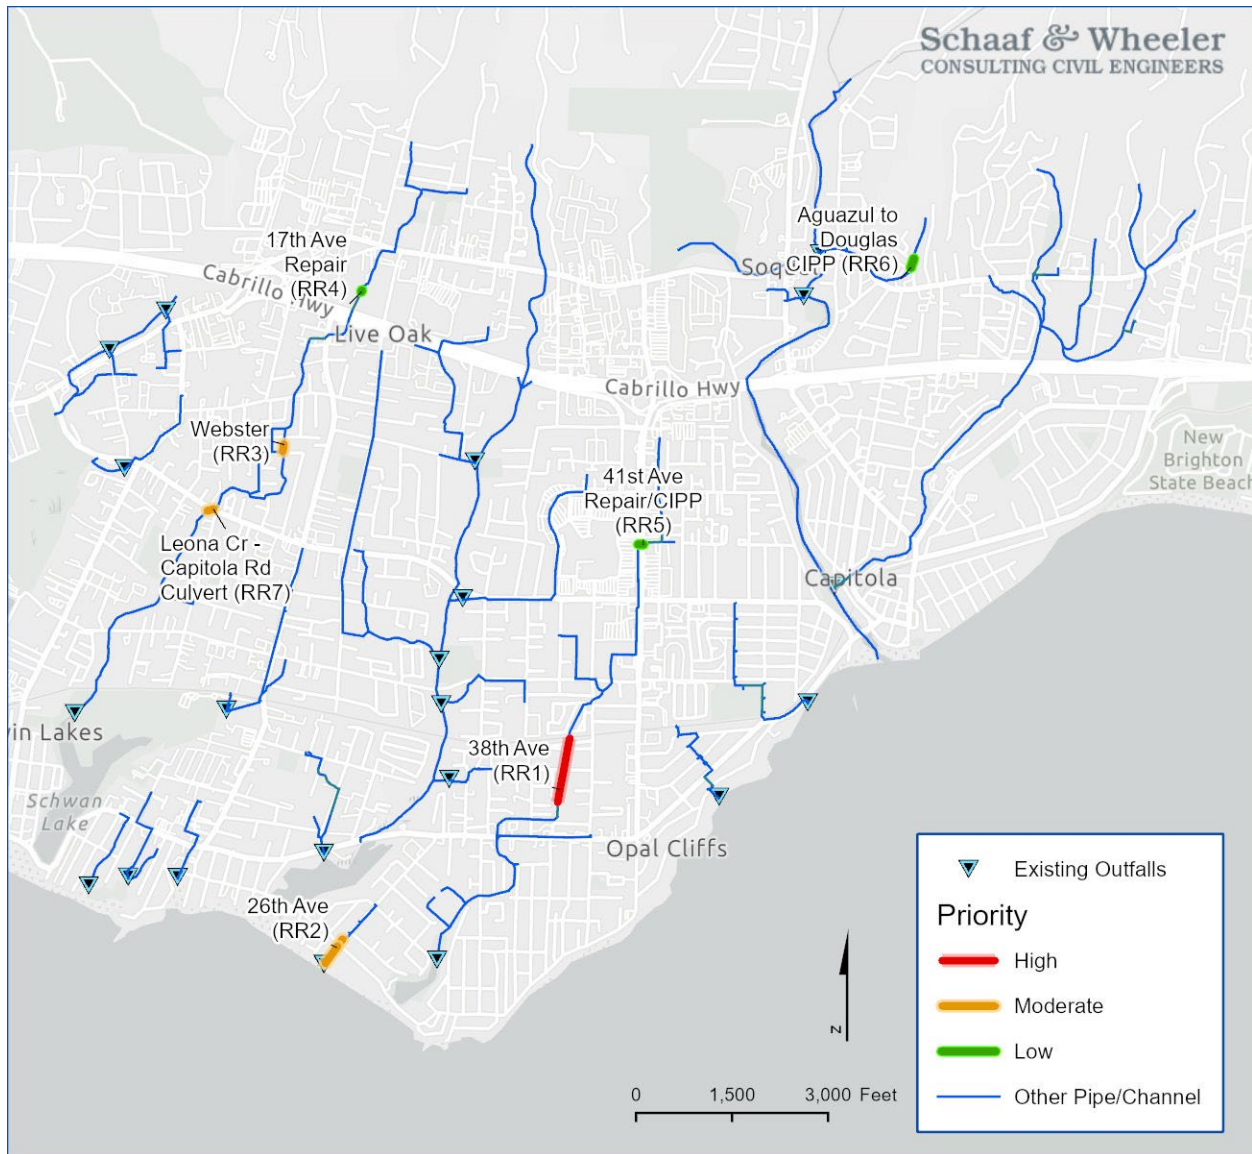 Schaaf & Wheeler
CONSULTING CIVIL ENGINEERS
Aguazul to
Douglas
CIPP (RR6)
17th Ave
Repair
(RR4)
Cabrillo Hwy
Live Oak
Cabrillo Hwy
Webster
(RR3)
New
Brighton
State Beach
41st Ave
Repair/CIPP
(RR5)
Leona Cr -
Capitola Rd
Culvert (RR7)
Capitola
Lakes
38th Ave
(RR1)
Schwan
Lake
Opal Cliffs
26th Ave
(RR2)
Existing Outfalls
Priority
High
Moderate
Low
Other Pipe/Channel
N
0 1,500 3,000 Feet